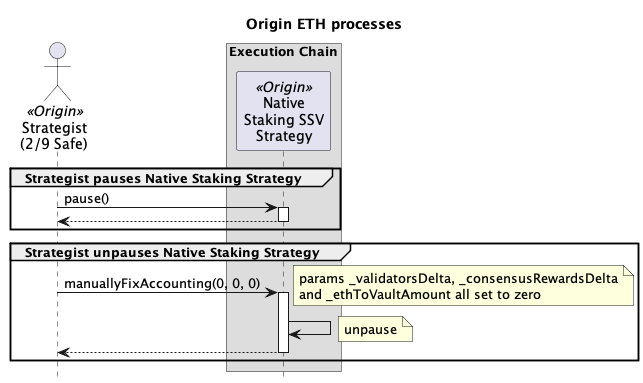 Origin ETH processes
Execution Chain
«Origin»
Strategist
(2/9 Safe)
«Origin»
Native
Staking SSV
Strategy
Strategist pauses Native Staking Strategy
pause()
Strategist unpauses Native Staking Strategy
manuallyFixAccounting(0, 0, 0)
params _validatorsDelta, _consensusRewardsDelta
and _ethToVaultAmount all set to zero
unpause